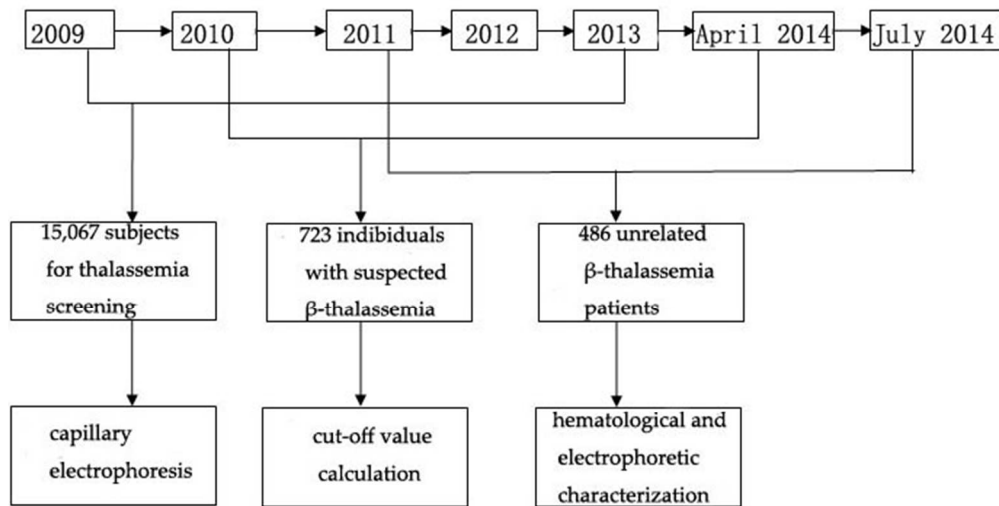 2009
2010
2011
2012
2013
April 2014
July 2014
15,067 subjects
for thalassemia
screening
723 indibiduals
with suspected
β-thalassemia
486 unrelated
β-thalassemia
patients
capillary
electrophoresis
cut-off value
calculation
hematological and
electrophoretic
characterization